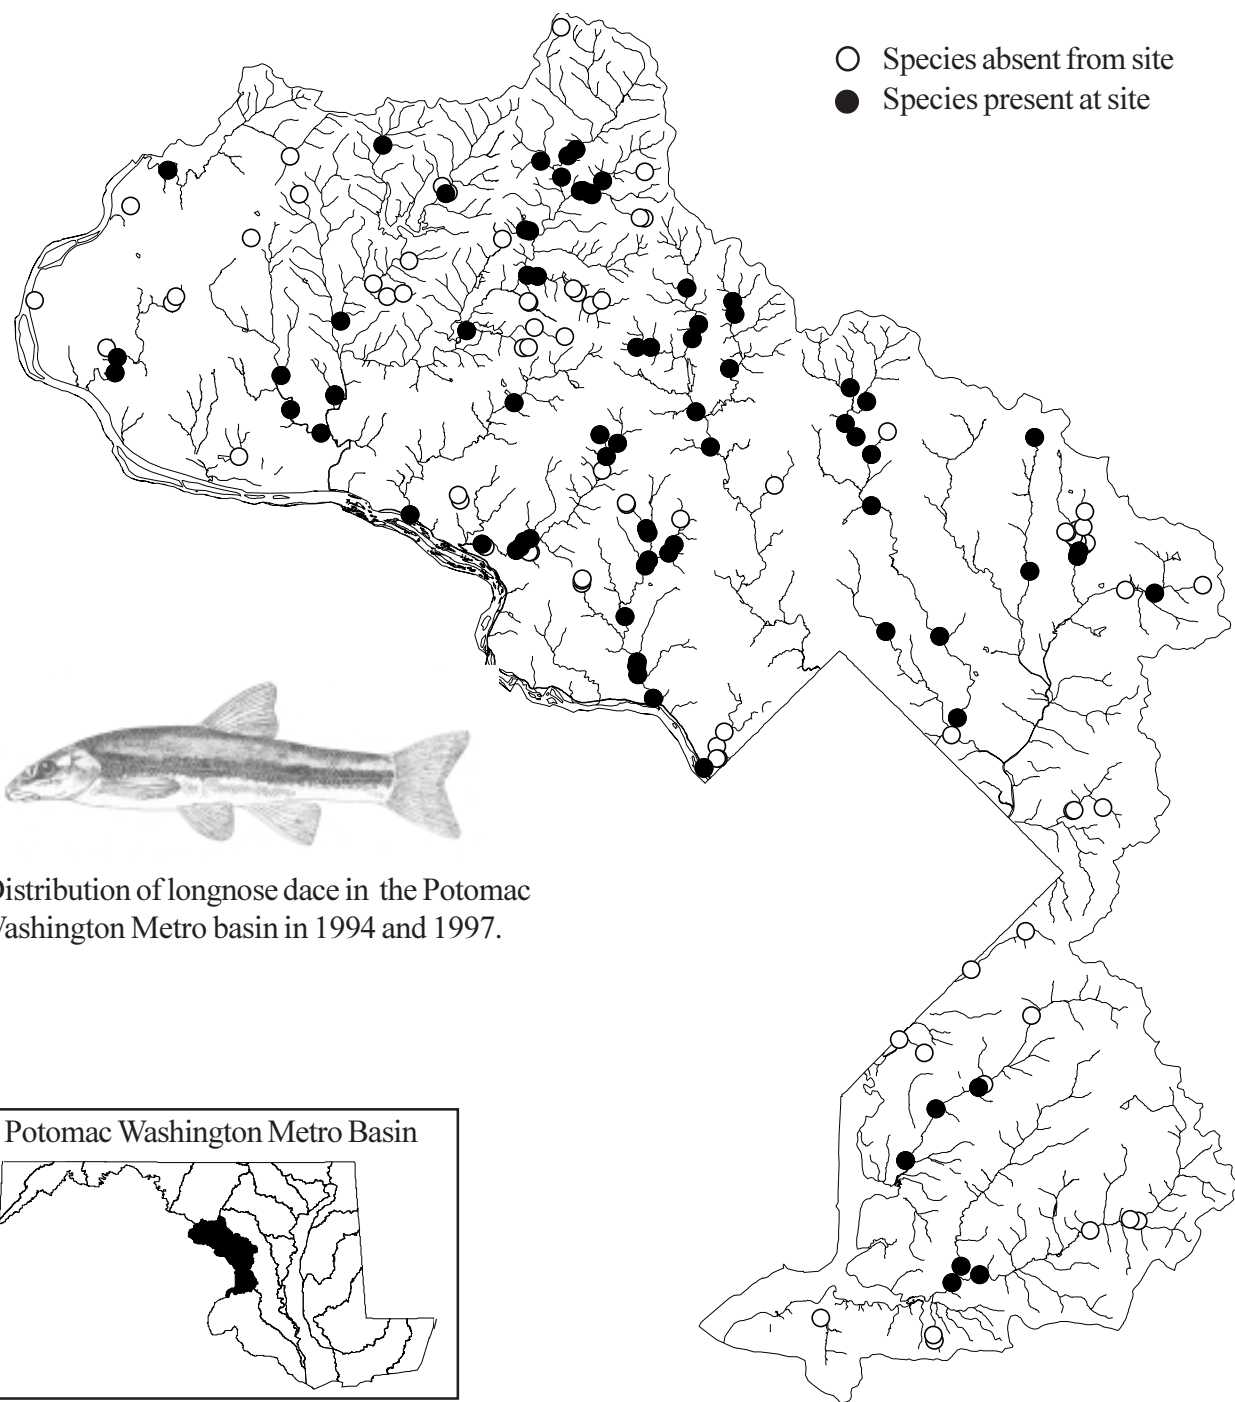 Species absent from site
Species present at site
Distribution of longnose dace in the Potomac
Washington Metro basin in 1994 and 1997.
Potomac Washington Metro Basin